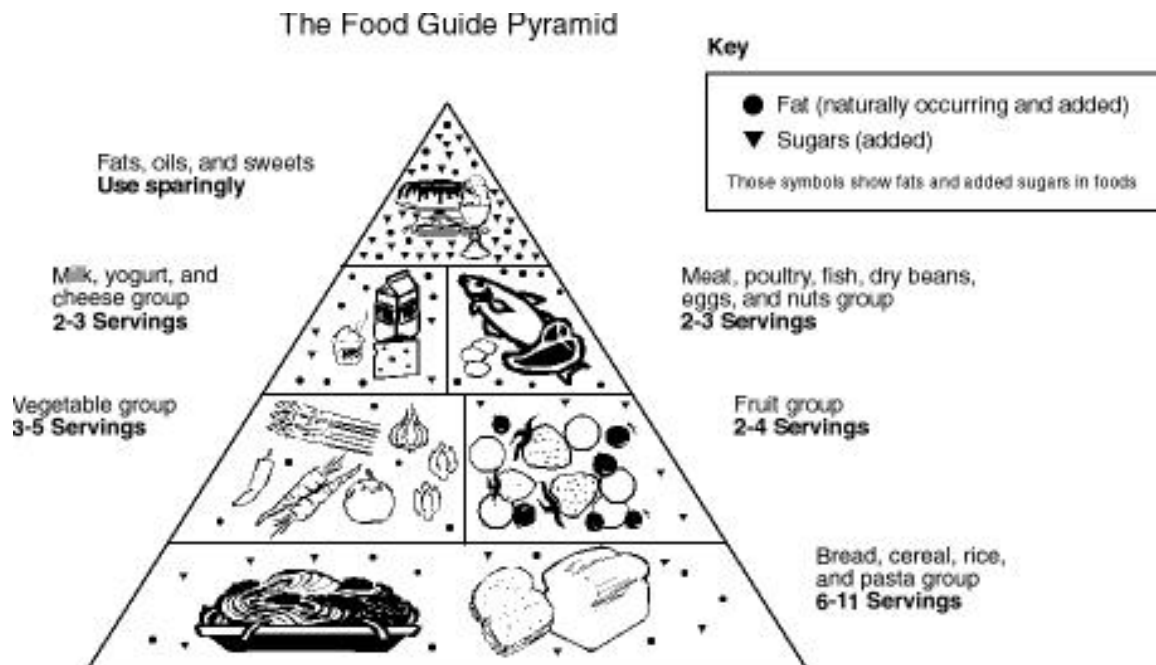 The Food Guide Pyramid
Key
Fat (naturally occurring and added)
Sugars (added)
Those symbols show fats and added sugars in foods
Fats, oils, and sweets
Use sparingly
Milk, yogurt, and
cheese group
2-3 Servings
Meat, poultry, fish, dry beans,
eggs, and nuts group
2-3 Servings
Vegetable group
3-5 Servings
Fruit group
2-4 Servings
Bread, cereal, rice,
and pasta group
6-11 Servings